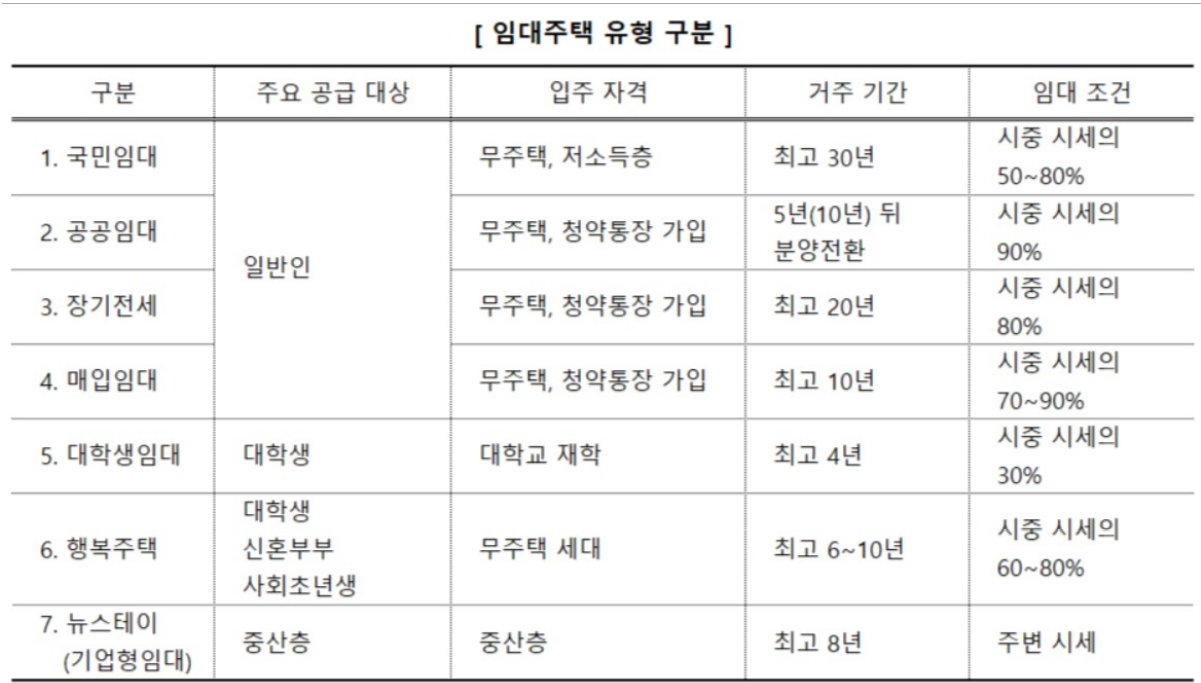 [ 임대주택 유형 구분 ]
구분 주요 공급 대상 입주 자격 거주 기간 임대 조건
1. 국민임대 일반인 무주택, 저소득층 최고 30년 시중 시세의
50~80%
2. 공공임대 무주택, 청약통장 가입 5년(10년) 뒤
분양전환 시중 시세의
90%
3. 장기전세 무주택, 청약통장 가입 최고 20년 시중 시세의
80%
4. 매입임대 무주택, 청약통장 가입 최고 10년 시중 시세의
70~90%
5. 대학생임대 대학생 대학교 재학 최고 4년 시중 시세의
30%
6. 행복주택 대학생
신혼부부
사회초년생 무주택 세대 최고 6~10년 시중 시세의
60~80%
7. 뉴스테이
(기업형임대) 중산층 중산층 최고 8년 주변 시세